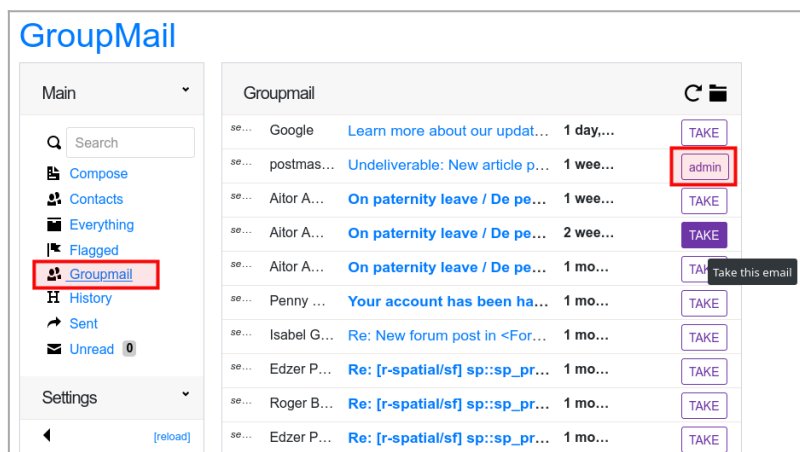 GroupMail
Main
Search
Compose
Contacts
Everything
Flagged
Groupmail
History
Sent
Unread 0
Settings
[reload]
Groupmail
se... Google Learn more about our updat... 1 day,... TAKE
se... postmas... Undeliverable: New article p... 1 wee... admin
se... Aitor A... On paternity leave / De pe... 1 wee... TAKE
se... Aitor A... On paternity leave / De pe... 2 wee... TAKE
se... Aitor A... On paternity leave / De pe... 1 mo... Take this email
se... Penny ... Your account has been ha... 1 mo... TAKE
se... Isabel G... Re: New forum post in <For... 1 mo... TAKE
se... Edzer P... Re: [r-spatial/sf] sp::sp_pr... 1 mo... TAKE
se... Roger B... Re: [r-spatial/sf] sp::sp_pr... 1 mo... TAKE
se... Edzer P... Re: [r-spatial/sf] sp::sp_pr... 1 mo... TAKE